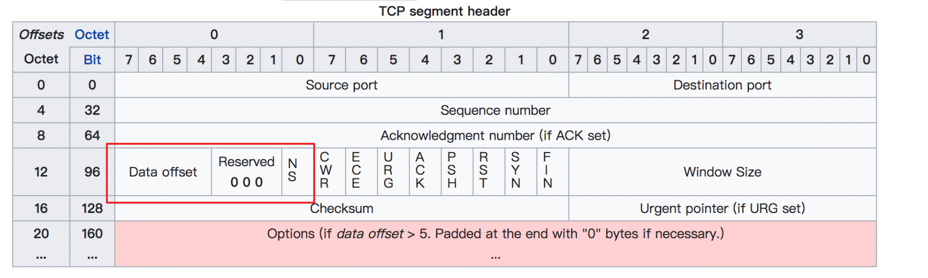 TCP segment header
Offsets Octet 0 1 2 3
Octet Bit 7 6 5 4 3 2 1 0 7 6 5 4 3 2 1 0 7 6 5 4 3 2 1 0 7 6 5 4 3 2 1 0
0 0 Source port Destination port
4 32 Sequence number
8 64 Acknowledgment number (if ACK set)
12 96 Data offset Reserved 0 0 0 NS CWR ECE URG ACK PSH RST SYN FIN Window Size
16 128 Checksum Urgent pointer (if URG set)
20 160 Options (if data offset > 5. Padded at the end with "0" bytes if necessary.)
... ... ...